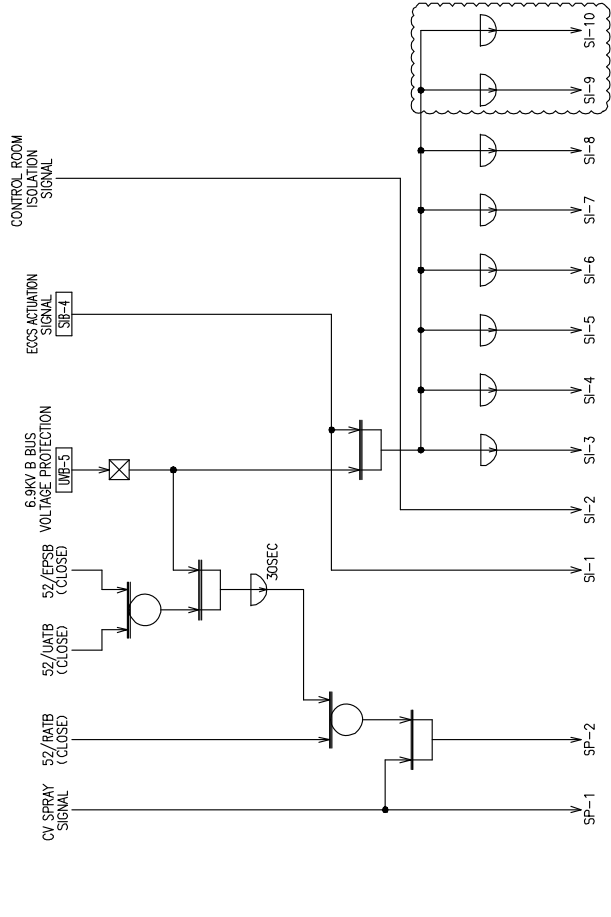 CV SPRAY
SIGNAL
52/RATB
(CLOSE)
52/UATB
(CLOSE)
52/EPSB
(CLOSE)
6.9KV B BUS
VOLTAGE PROTECTION
UVB-5
ECCS ACTUATION
SIGNAL
SIB-4
CONTROL ROOM
ISOLATION
SIGNAL
30SEC
SP-1
SP-2
SI-1
SI-2
SI-3
SI-4
SI-5
SI-6
SI-7
SI-8
SI-9
SI-10